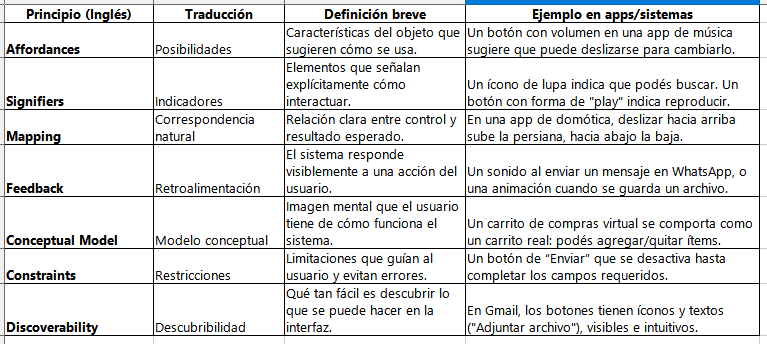 Principio (Inglés) Traducción Definición breve Ejemplo en apps/sistemas
Affordances Posibilidades Características del objeto que sugieren cómo se usa. Un botón con volumen en una app de música sugiere que puede deslizarse para cambiarlo.
Signifiers Indicadores Elementos que señalan explícitamente cómo interactuar. Un ícono de lupa indica que podés buscar. Un botón con forma de "play" indica reproducir.
Mapping Correspondencia natural Relación clara entre control y resultado esperado. En una app de domótica, deslizar hacia arriba sube la persiana, hacia abajo la baja.
Feedback Retroalimentación El sistema responde visiblemente a una acción del usuario. Un sonido al enviar un mensaje en WhatsApp, o una animación cuando se guarda un archivo.
Conceptual Model Modelo conceptual Imagen mental que el usuario tiene de cómo funciona el sistema. Un carrito de compras virtual se comporta como un carrito real: podés agregar/quitar ítems.
Constraints Restricciones Limitaciones que guían al usuario y evitan errores. Un botón de “Enviar” que se desactiva hasta completar los campos requeridos.
Discoverability Descubribilidad Qué tan fácil es descubrir lo que se puede hacer en la interfaz. En Gmail, los botones tienen íconos y textos ("Adjuntar archivo"), visibles e intuitivos.